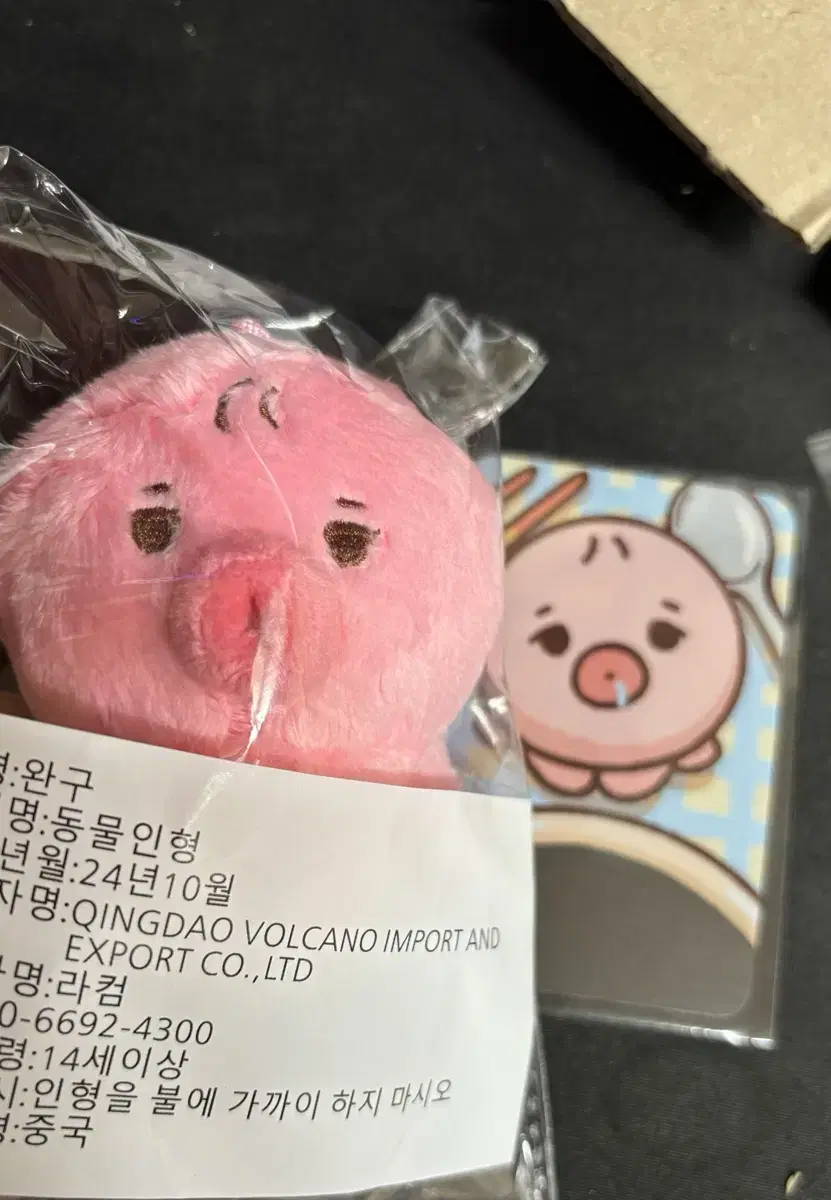 :완구
명:동물인형
년월:24년10월
자명:QINGDAO VOLCANO IMPORT AND
EXPORT CO.,LTD
명:라컴
0-6692-4300
령:14세이상
시:인형을 불에 가까이 하지 마시오
명:중국